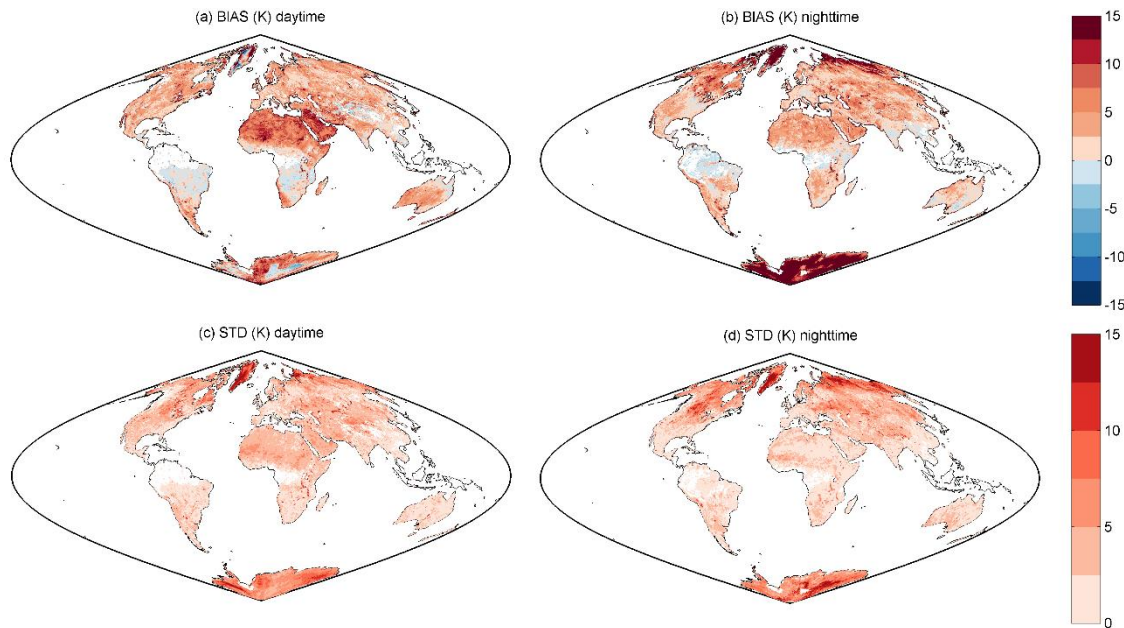 (a) BIAS (K) daytime
(b) BIAS (K) nighttime
15
10
5
0
-5
-10
-15
(c) STD (K) daytime
(d) STD (K) nighttime
15
10
5
0